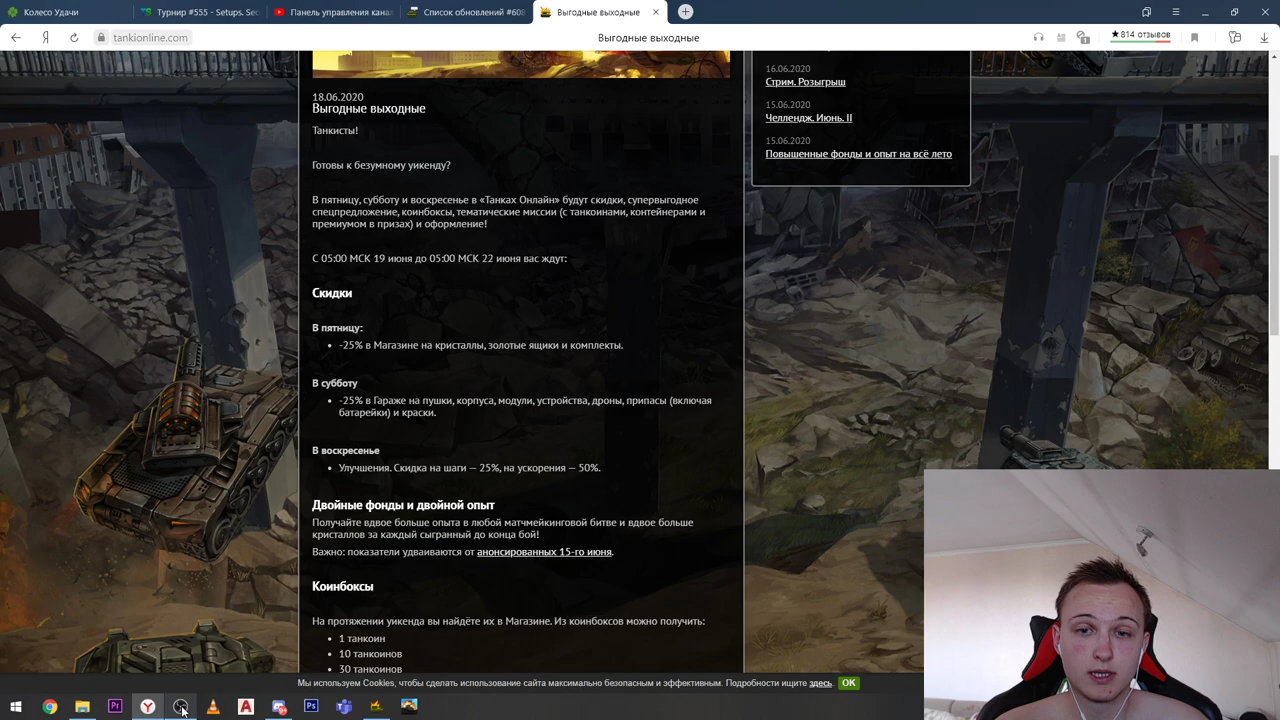 Колесо Удачи
Турнир #555 - Setups. Sec
Управления канал
Список обновлений #608
Выгодные выходные
tankionline.com
Выгодные выходные
★814 отзывов
18.06.2020
Выгодные выходные
Танкисты!
Готовы к безумному уикенду?
В пятницу, субботу и воскресенье в «Танках Онлайн» будут скидки, супервыгодное
спецпредложение, коинбоксы, тематические миссии (с танкоинами, контейнерами и
премиумом в призах) и оформление!
С 05:00 МСК 19 июня до 05:00 МСК 22 июня вас ждут:
Скидки
В пятницу:
• -25% в Магазине на кристаллы, золотые ящики и комплекты.
В субботу
• -25% в Гараже на пушки, корпуса, модули, устройства, дроны, припасы (включая
батарейки) и краски.
В воскресенье
• Улучшения. Скидка на шаги — 25%, на ускорения — 50%.
Двойные фонды и двойной опыт
Получайте вдвое больше опыта в любой матчмейкинговой битве и вдвое больше
кристаллов за каждый сыгранный до конца бой!
Важно: показатели удваиваются от анонсированных 15-го июня.
Коинбоксы
На протяжении уикенда вы найдёте их в Магазине. Из коинбоксов можно получить:
• 1 танкоин
• 10 танкоинов
• 30 танкоинов
16.06.2020
Стрим. Розыгрыш
15.06.2020
Челлендж. Июнь. II
15.06.2020
Повышенные фонды и опыт на всё лето
Мы используем Cookies, чтобы сделать использование сайта максимально безопасным и эффективным. Подробности ищите здесь. OK